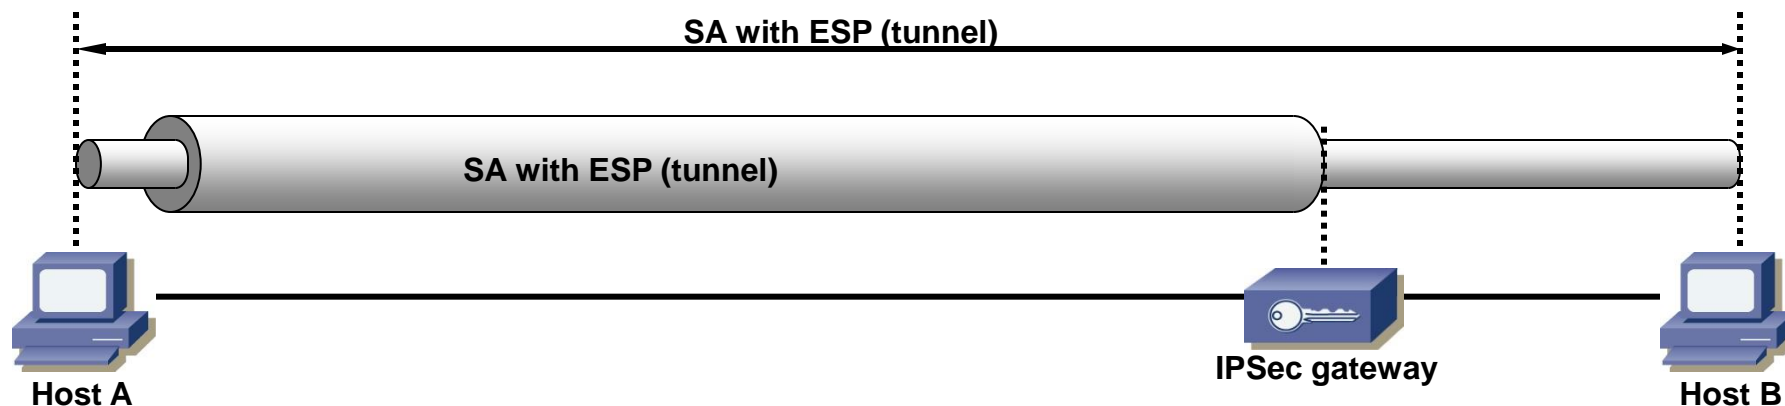 SA with ESP (tunnel)
SA with ESP (tunnel)
IPSec gateway
Host A
Host B